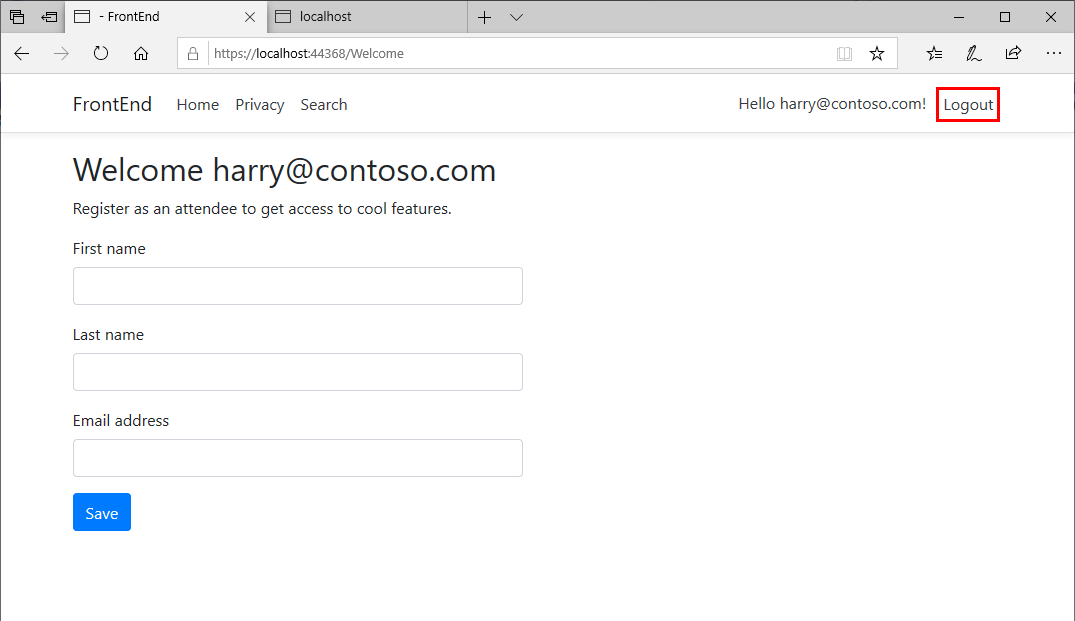 - FrontEnd
localhost
https://localhost:44368/Welcome
FrontEnd Home Privacy Search Hello harry@contoso.com! Logout
Welcome harry@contoso.com
Register as an attendee to get access to cool features.
First name
Last name
Email address
Save